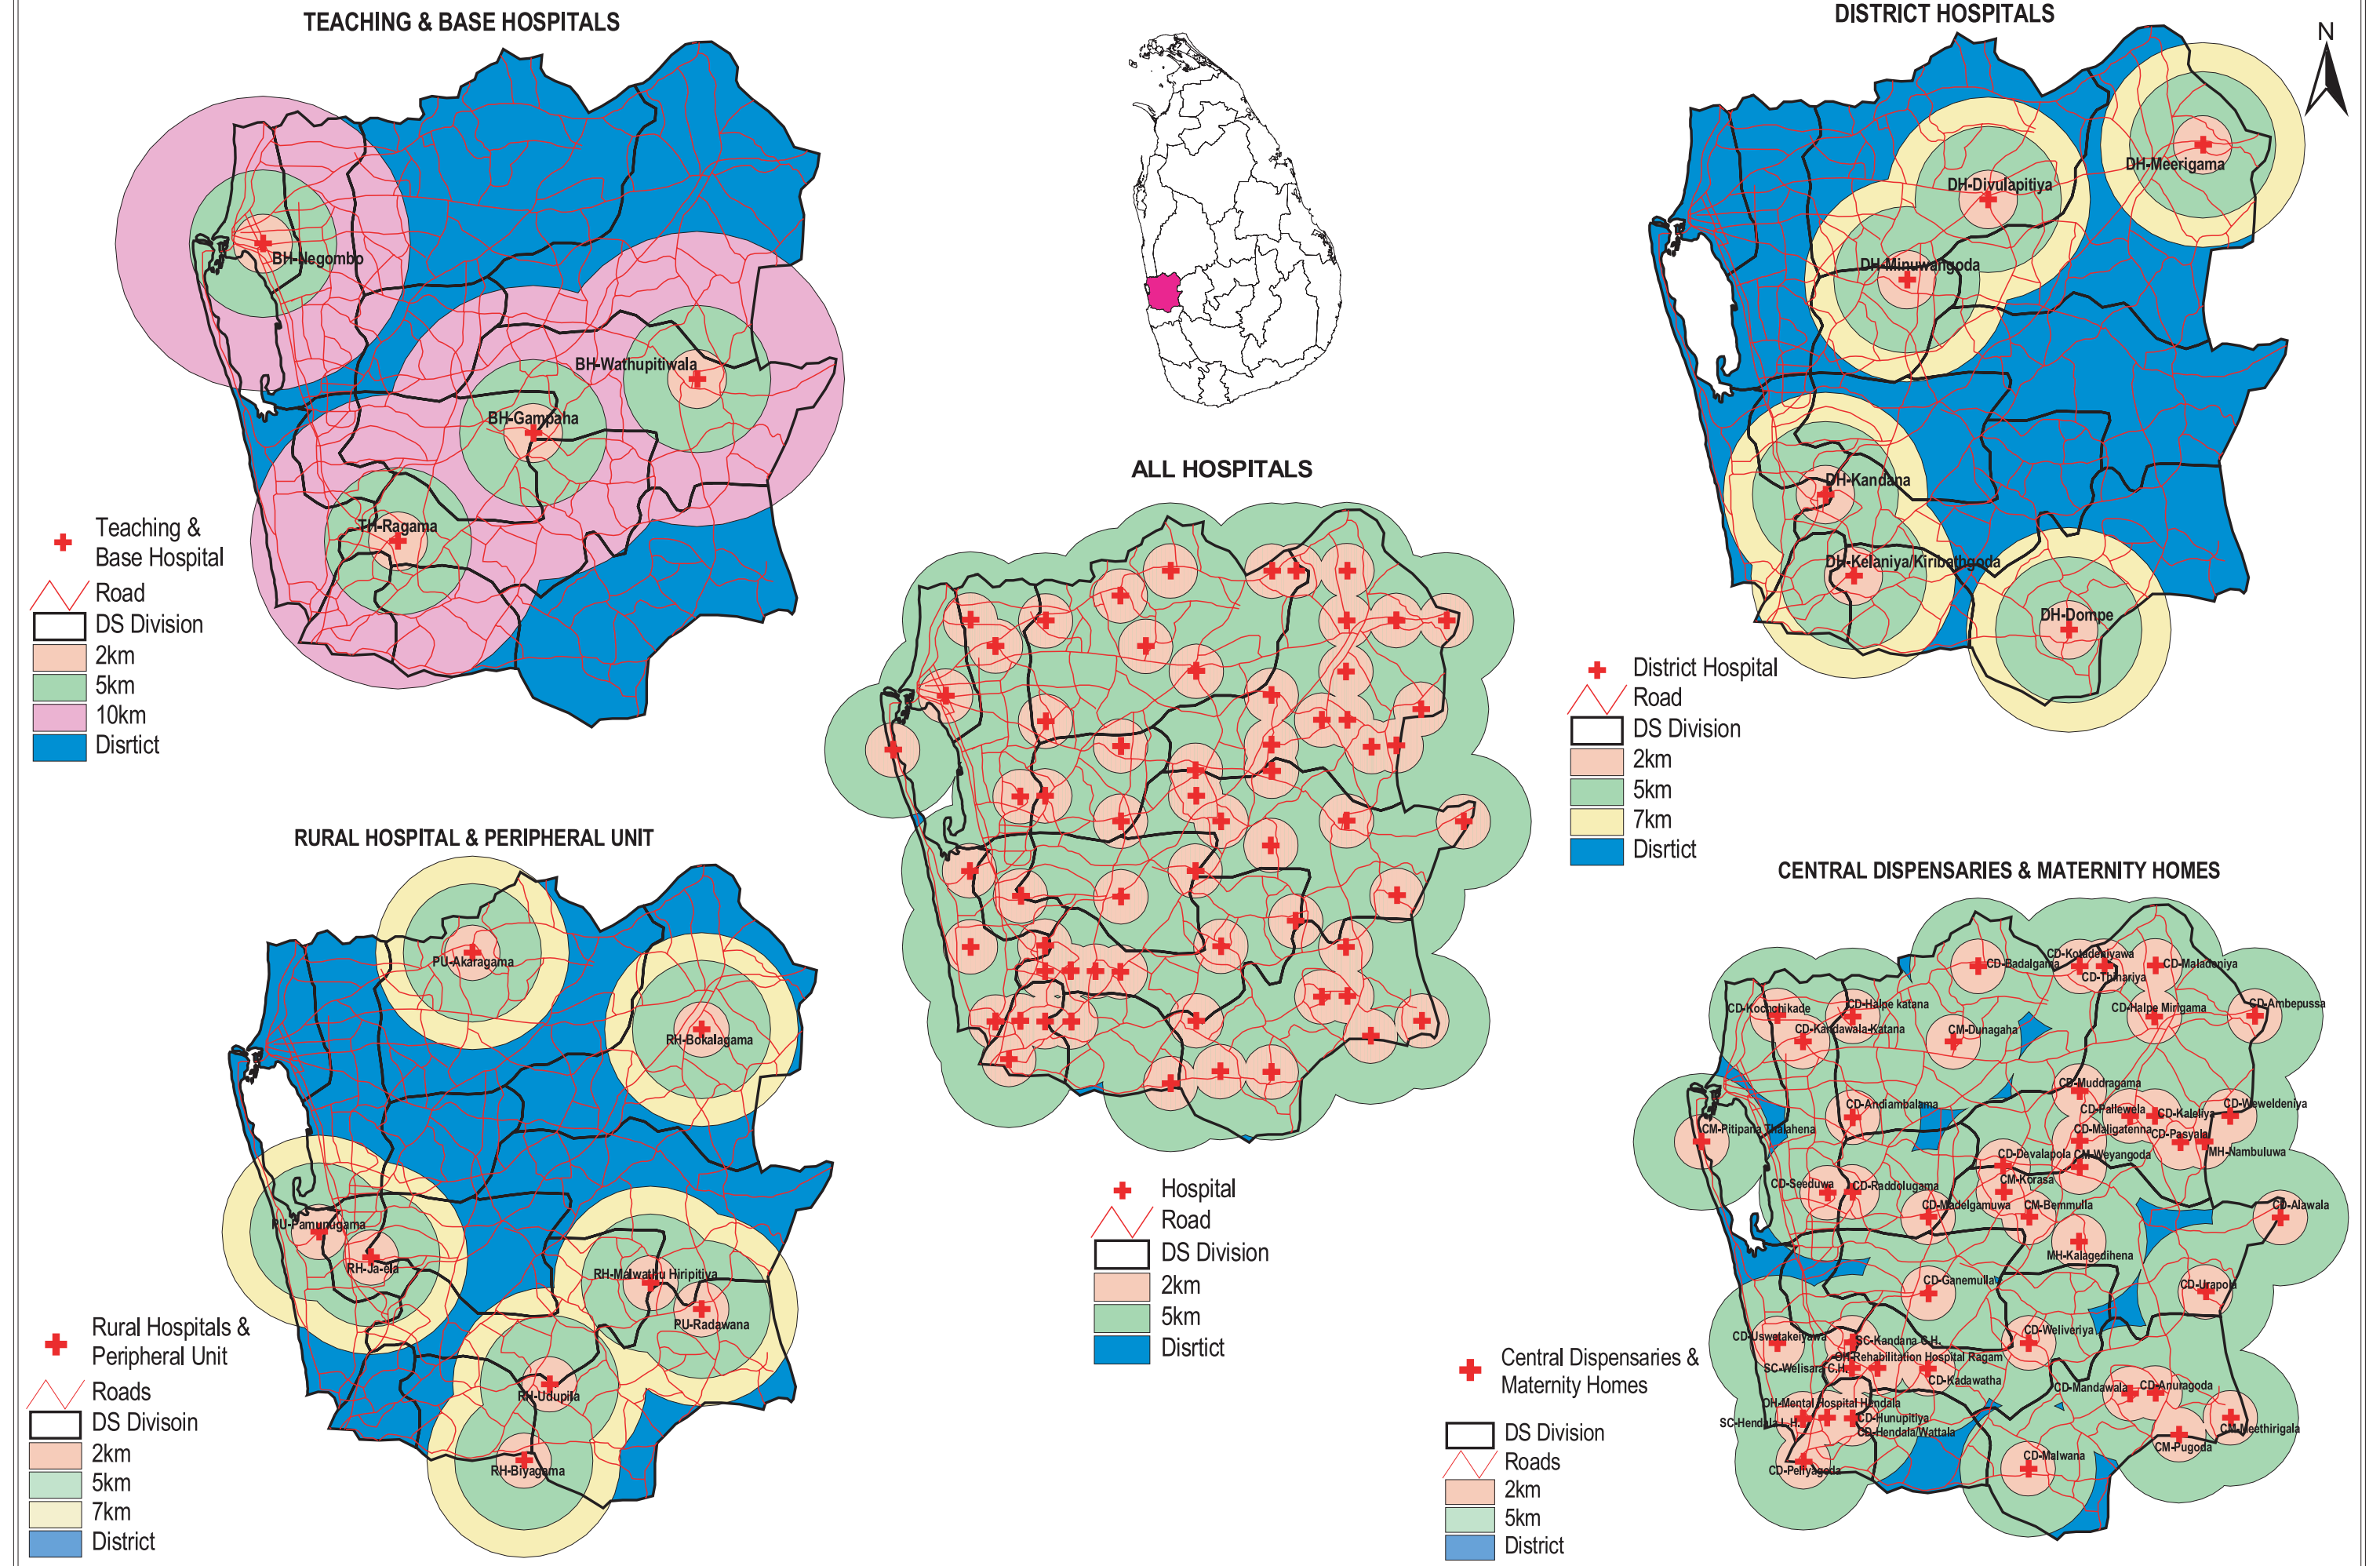 TEACHING & BASE HOSPITALS
BH-Negombo
BH-Wathupitiwala
BH-Gampaha
TH-Ragama
Teaching &
Base Hospital
Road
DS Division
2km
5km
10km
Disrtict
DISTRICT HOSPITALS
N
DH-Meerigama
DH-Divulapitiya
DH-Minuwangoda
DH-Kandana
DH-Kelaniya/Kiribathgoda
DH-Dompe
District Hospital
Road
DS Division
2km
5km
7km
Disrtict
ALL HOSPITALS
Hospital
Road
DS Division
2km
5km
Disrtict
RURAL HOSPITAL & PERIPHERAL UNIT
PU-Akaragama
RH-Bokalagama
PU-Pamunugama
RH-Ja-ela
RH-Malwathu Hiripitiya
PU-Radawana
RH-Udupila
RH-Biyagama
Rural Hospitals &
Peripheral Unit
Roads
DS Divisoin
2km
5km
7km
District
CENTRAL DISPENSARIES & MATERNITY HOMES
CD-Kotadeniyawa
CD-Badalgama
CD-Thihariya
CD-Maladeniya
CD-Kochchikade
CD-Halpe katana
CD-Halpe Mirigama
CD-Ambepussa
CD-Kandawala-Katana
CM-Dunagaha
CD-Muddragama
CD-Andiambalama
CD-Pallewela
CD-Kaleliya
CD-Weweldeniya
CM-Pitipana Thalahena
CD-Maligatenna
CD-Pasyala
CD-Devalapola
CM-Weyangoda
MH-Nambuluwa
CD-Seeduwa
CD-Raddolugama
CM-Korasa
CD-Madelgamuwa
CM-Bemmulla
CD-Alawala
MH-Kalagedihena
CD-Ganemulla
CD-Urapola
CD-Uswetakeiyawa
SC-Kandana C.H.
CD-Weliveriya
OH-Rehabilitation Hospital Ragam
SC-Welisara C.H.
CD-Kadawatha
CD-Mandawala
CD-Anuragoda
OH-Mental Hospital Hendala
SC-Hendala L.H.
CD-Hunupitiya
CD-Hendala/Wattala
CM-Meethirigala
CM-Pugoda
CD-Malwana
CD-Peliyagoda
Central Dispensaries &
Maternity Homes
DS Division
Roads
2km
5km
District